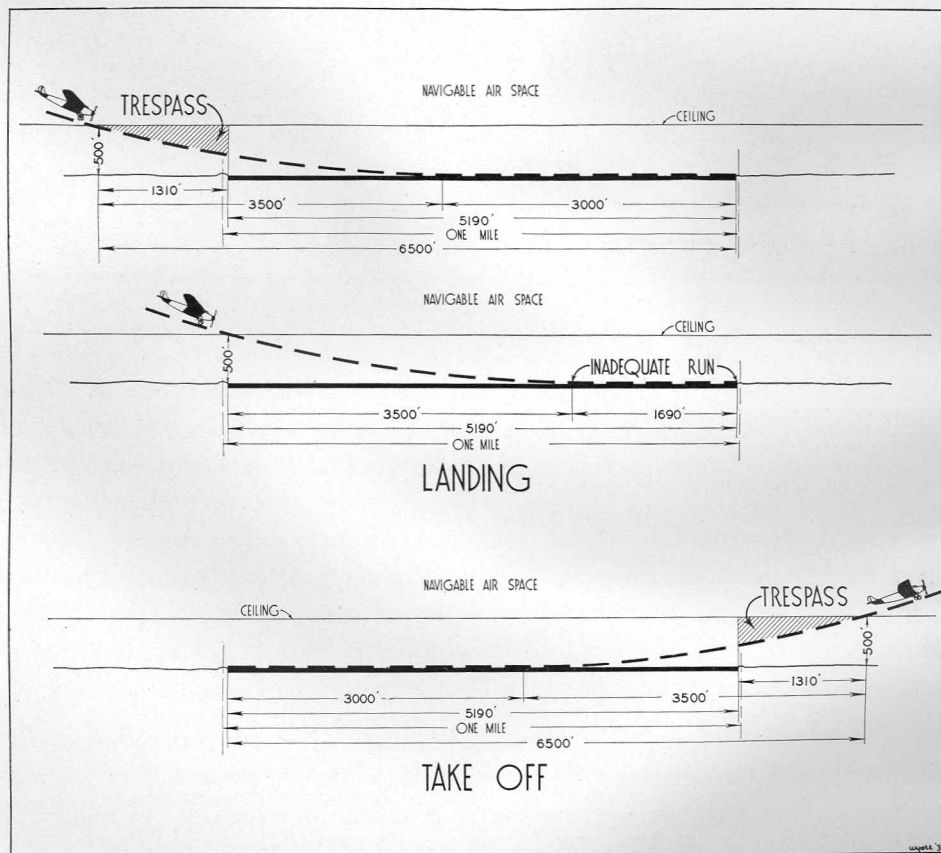 NAVIGABLE AIR SPACE
TRESPASS
CEILING
500'
1310'
3500'
3000'
5190'
ONE MILE
6500'
NAVIGABLE AIR SPACE
CEILING
500'
INADEQUATE RUN
3500'
1690'
5190'
ONE MILE
LANDING
NAVIGABLE AIR SPACE
TRESPASS
CEILING
500'
1310'
3000'
3500'
5190'
ONE MILE
6500'
TAKE OFF